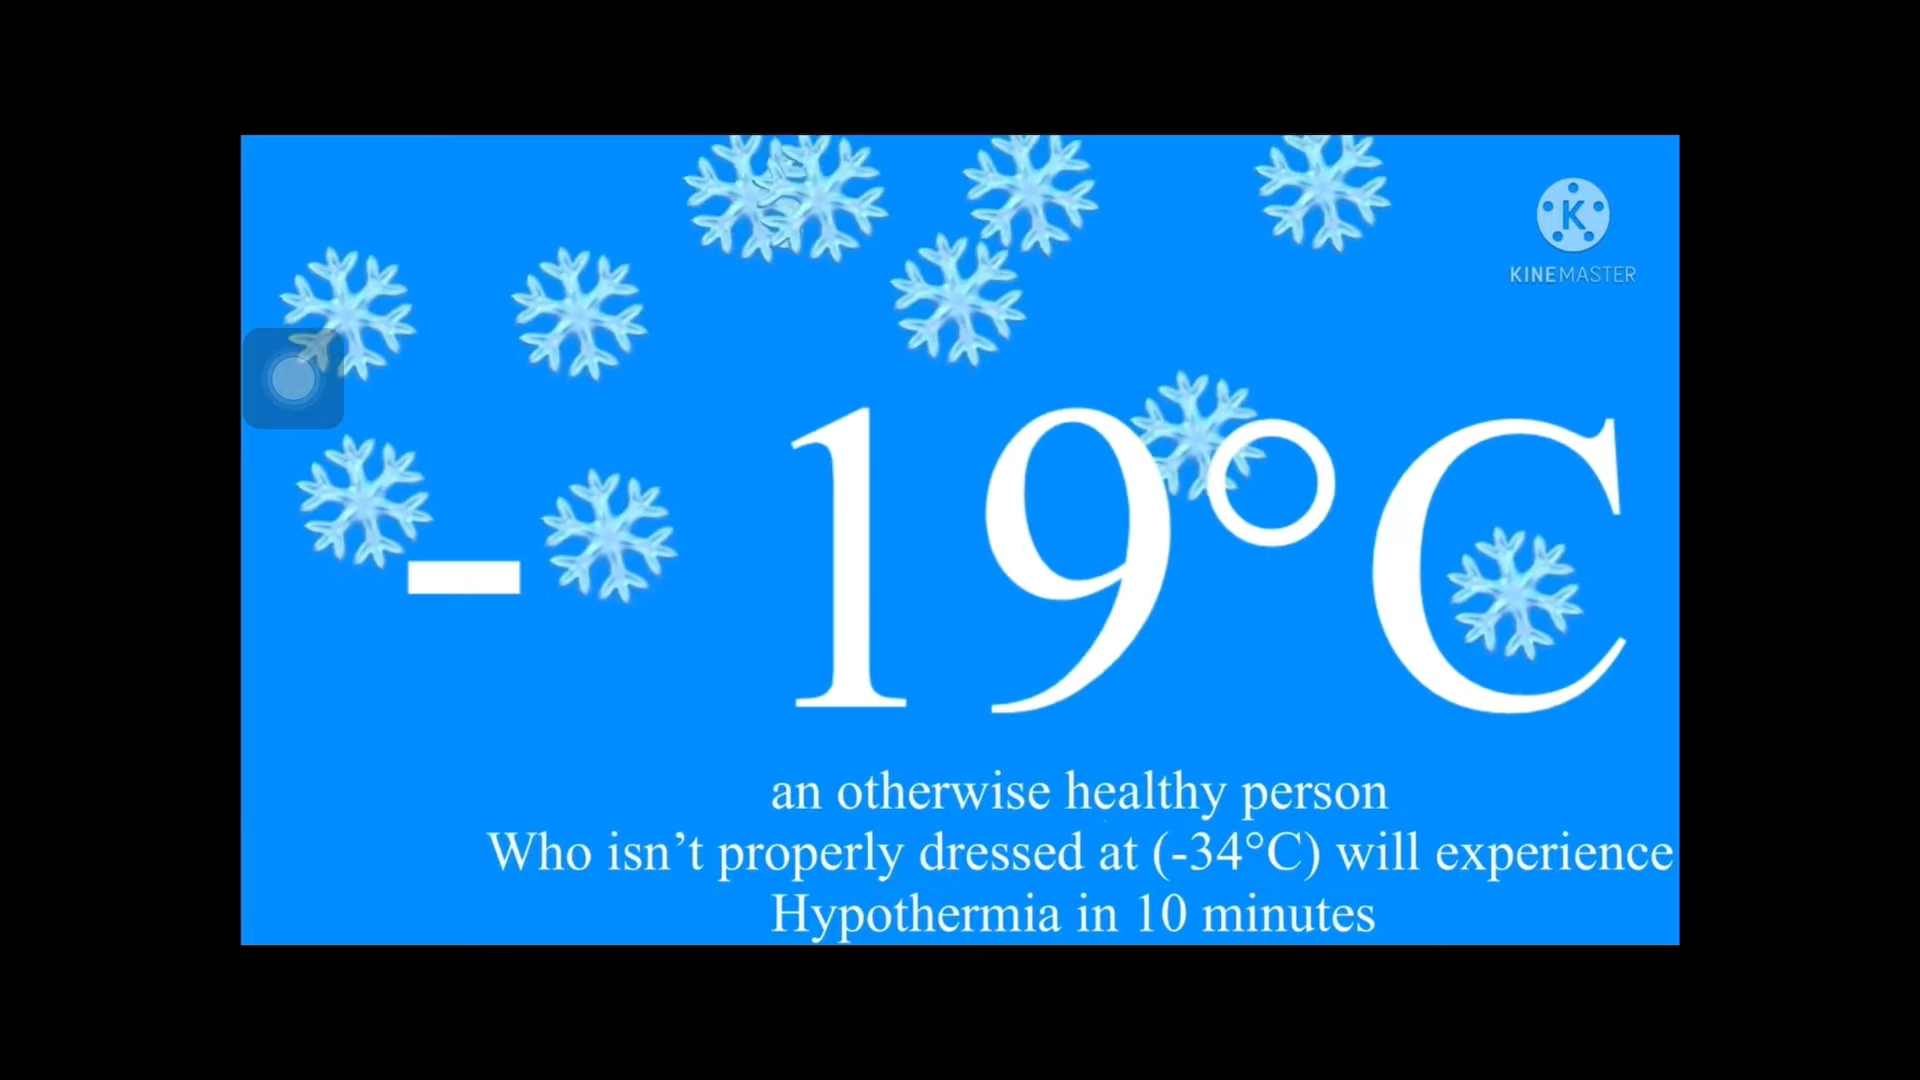 K
KINEMASTER
- 19°C
an otherwise healthy person
Who isn’t properly dressed at (-34°C) will experience
Hypothermia in 10 minutes